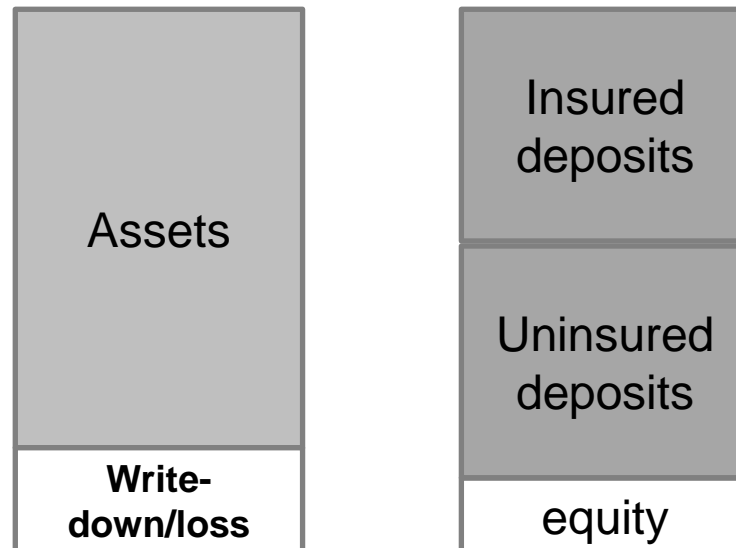 Assets
Write-
down/loss
Insured
deposits
Uninsured
deposits
equity